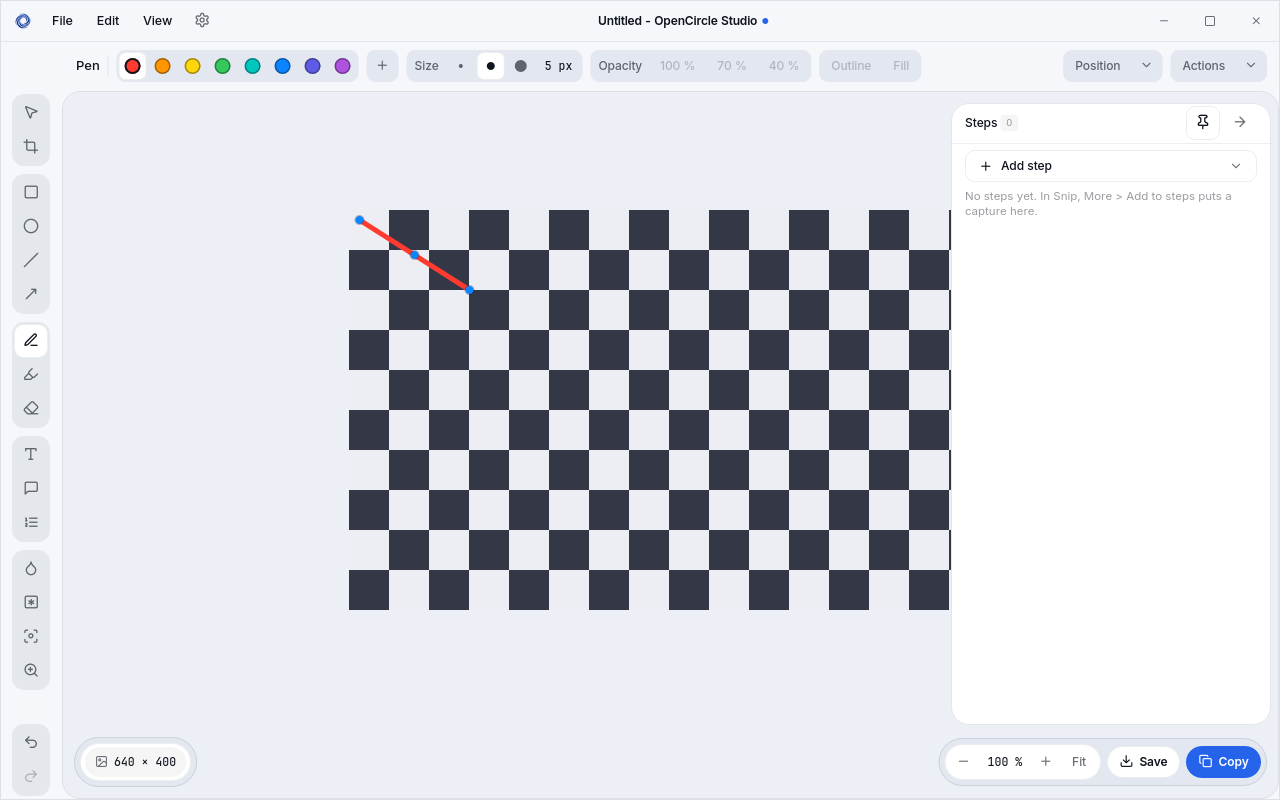 File Edit View
Untitled - OpenCircle Studio
Pen
Size
5 px
Opacity 100 % 70 % 40 %
Outline Fill
Position
Actions
Steps 0
Add step
No steps yet. In Snip, More > Add to steps puts a
capture here.
640 × 400
100 %
Fit
Save
Copy